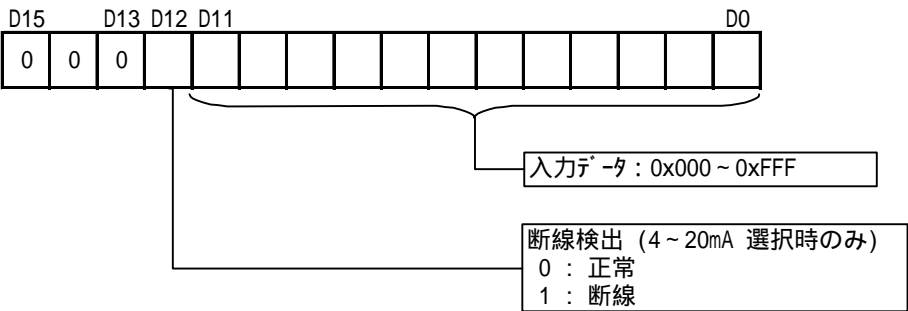 D15 D13 D12 D11 D0
0 0 0
入力ﾃﾞｰﾀ：0x000～0xFFF
断線検出 (4～20mA 選択時のみ)
0 : 正常
1 : 断線